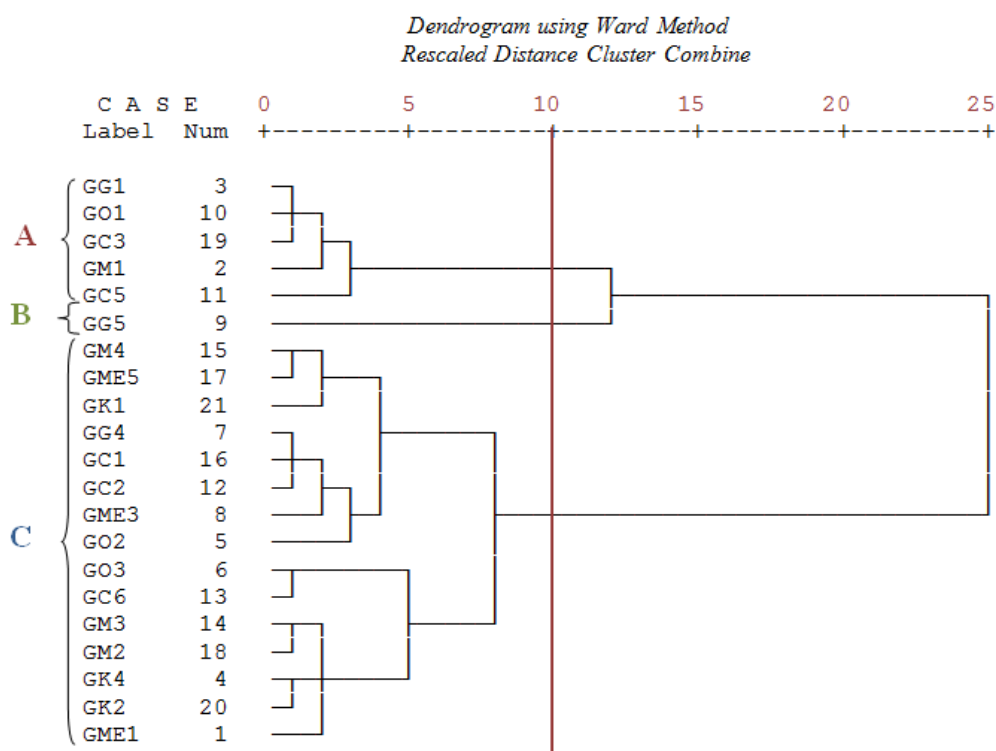 Dendrogram using Ward Method
Rescaled Distance Cluster Combine
C A S E 0 5 10 15 20 25
Label Num +---------+---------+---------+---------+---------+
GG1 3
GO1 10
A GC3 19
GM1 2
GC5 11
B GG5 9
GM4 15
GME5 17
GK1 21
GG4 7
GC1 16
GC2 12
GME3 8
C GO2 5
GO3 6
GC6 13
GM3 14
GM2 18
GK4 4
GK2 20
GME1 1